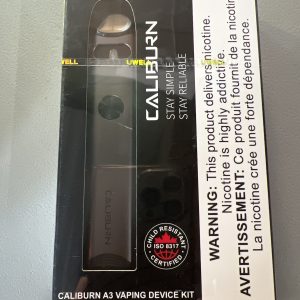 UWELL
WELL
CALIBURN
STAY SIMPLE
STAY RELIABLE
CALIBURN
WARNING: This product delivers nicotine.
Nicotine is highly addictive.
AVERTISSEMENT: Ce produit fournit de la nicotine.
La nicotine crée une forte dépendance.
CHILD RESISTANT
ISO 8317
CERTIFIED
CALIBURN A3 VAPING DEVICE KIT